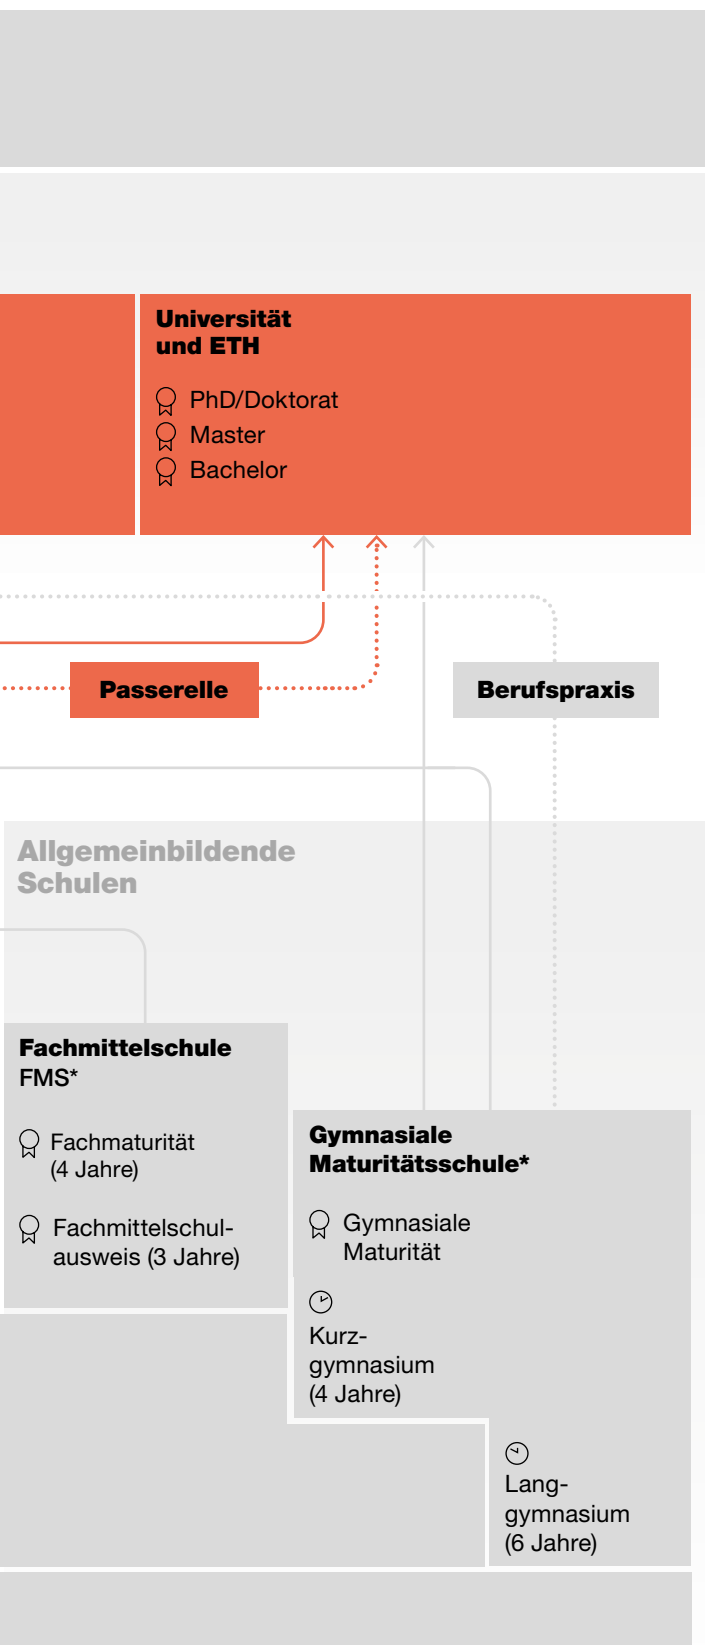 Universität
und ETH
PhD/Doktorat
Master
Bachelor
Passerelle
Berufspraxis
Allgemeinbildende
Schulen
Fachmittelschule
FMS*
Fachmaturität
(4 Jahre)
Fachmittelschul-
ausweis (3 Jahre)
Gymnasiale
Maturitätsschule*
Gymnasiale
Maturität
Kurz-
gymnasium
(4 Jahre)
Lang-
gymnasium
(6 Jahre)